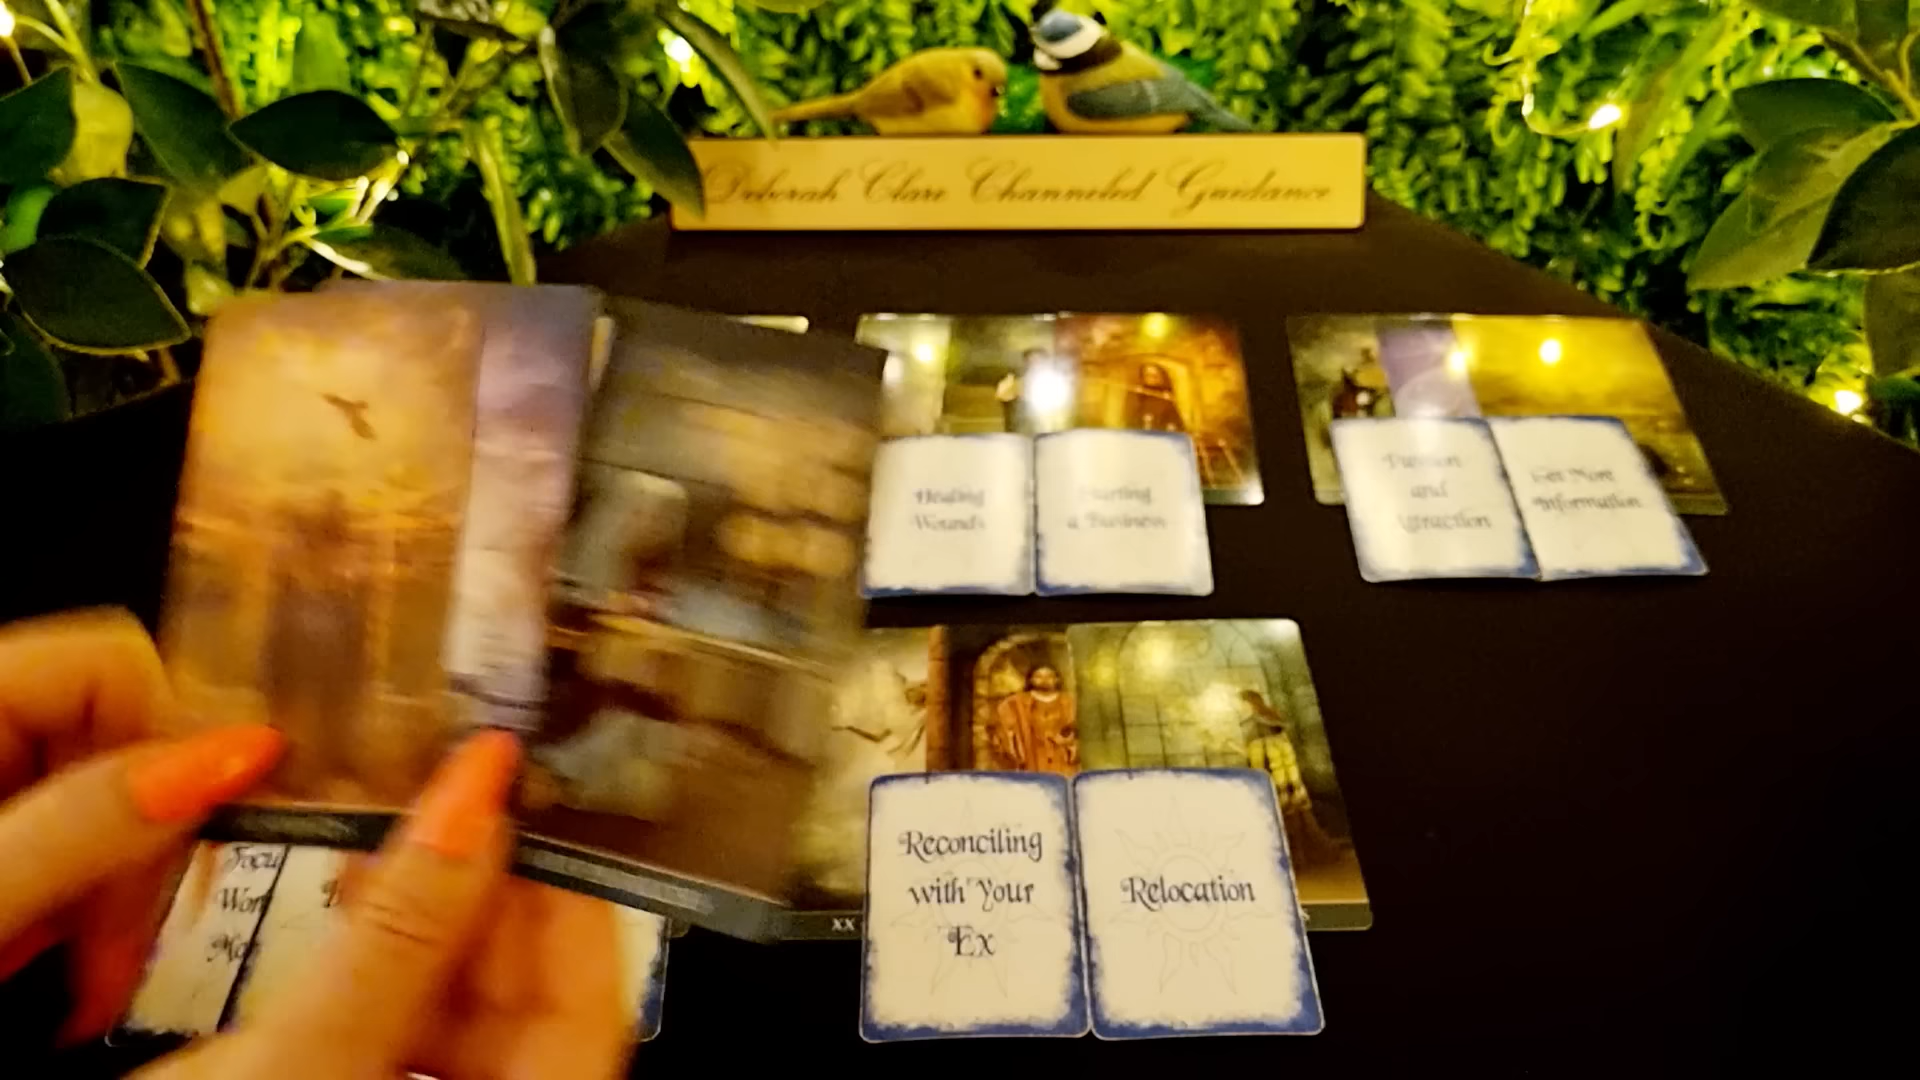 Deborah Clare Channeled Guidance
Healing
Wounds
Starting
a Business
Passion
and
Attraction
Get More
Information
Reconciling
with Your
Ex
Relocation
XX